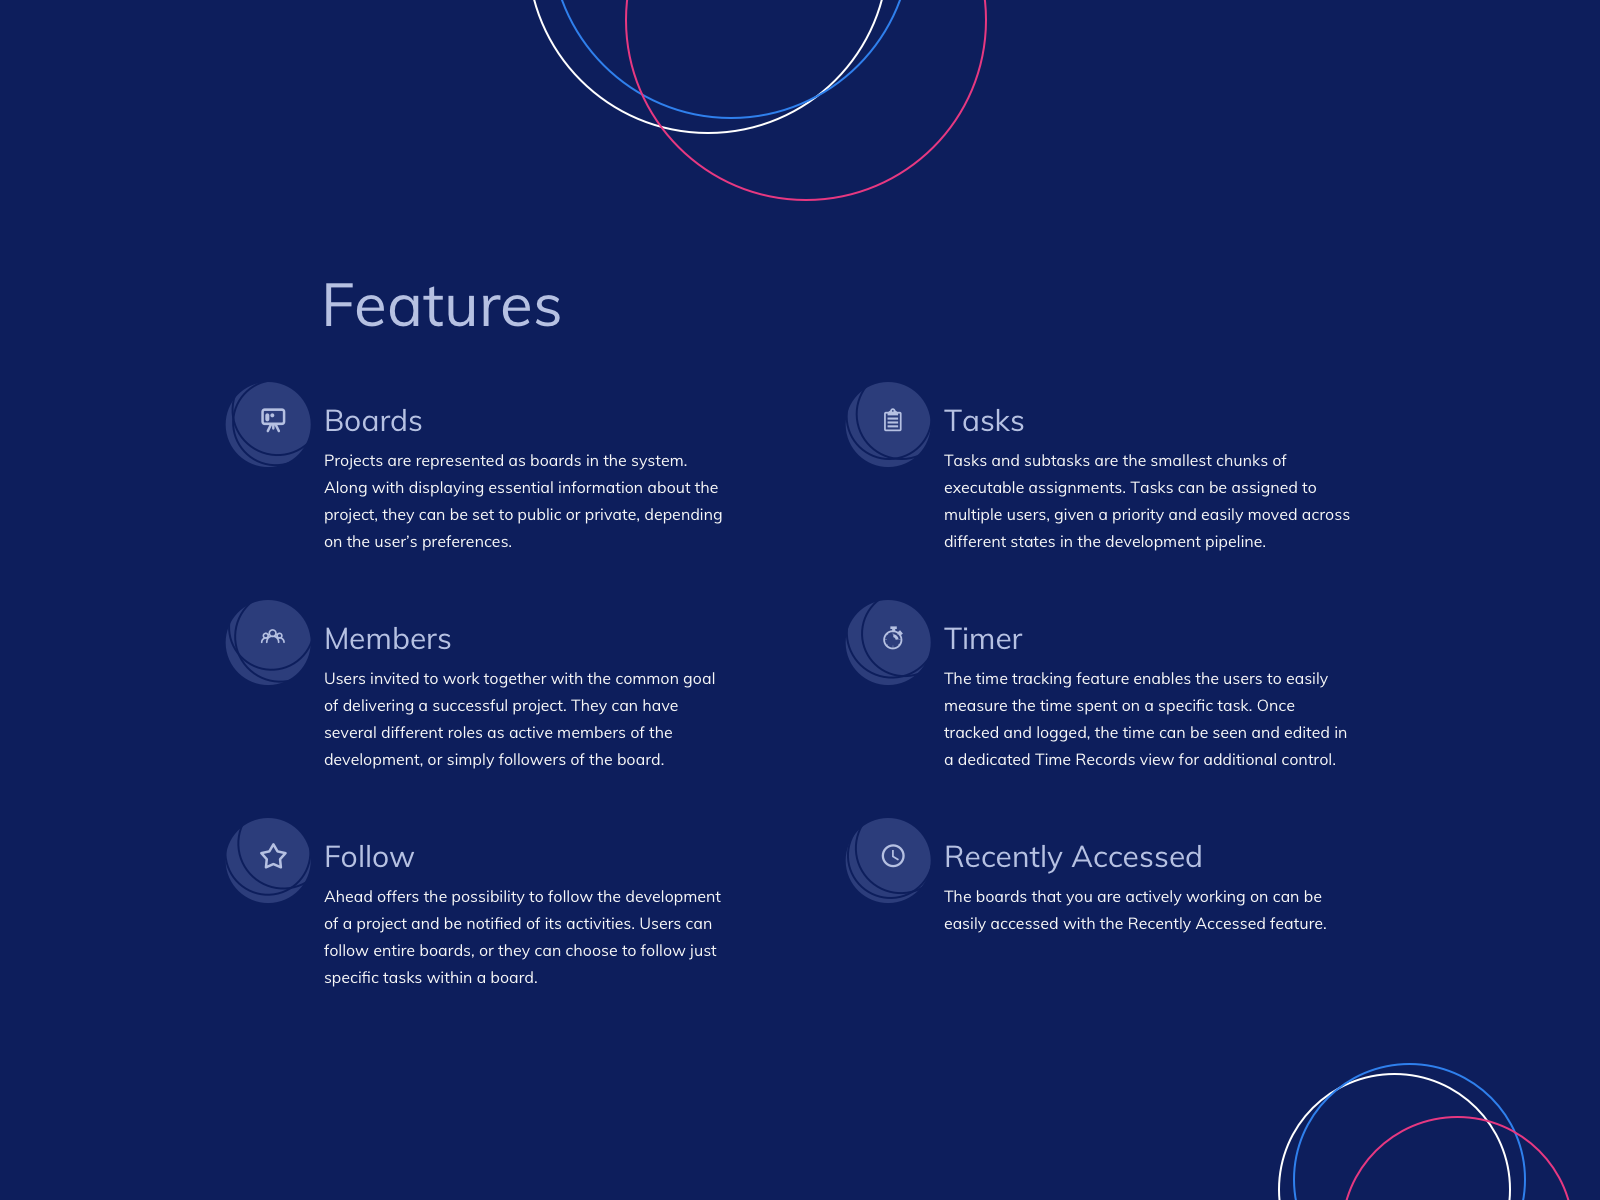 Features
Boards
Projects are represented as boards in the system.
Along with displaying essential information about the
project, they can be set to public or private, depending
on the user’s preferences.
Tasks
Tasks and subtasks are the smallest chunks of
executable assignments. Tasks can be assigned to
multiple users, given a priority and easily moved across
different states in the development pipeline.
Members
Users invited to work together with the common goal
of delivering a successful project. They can have
several different roles as active members of the
development, or simply followers of the board.
Timer
The time tracking feature enables the users to easily
measure the time spent on a specific task. Once
tracked and logged, the time can be seen and edited in
a dedicated Time Records view for additional control.
Follow
Ahead offers the possibility to follow the development
of a project and be notified of its activities. Users can
follow entire boards, or they can choose to follow just
specific tasks within a board.
Recently Accessed
The boards that you are actively working on can be
easily accessed with the Recently Accessed feature.